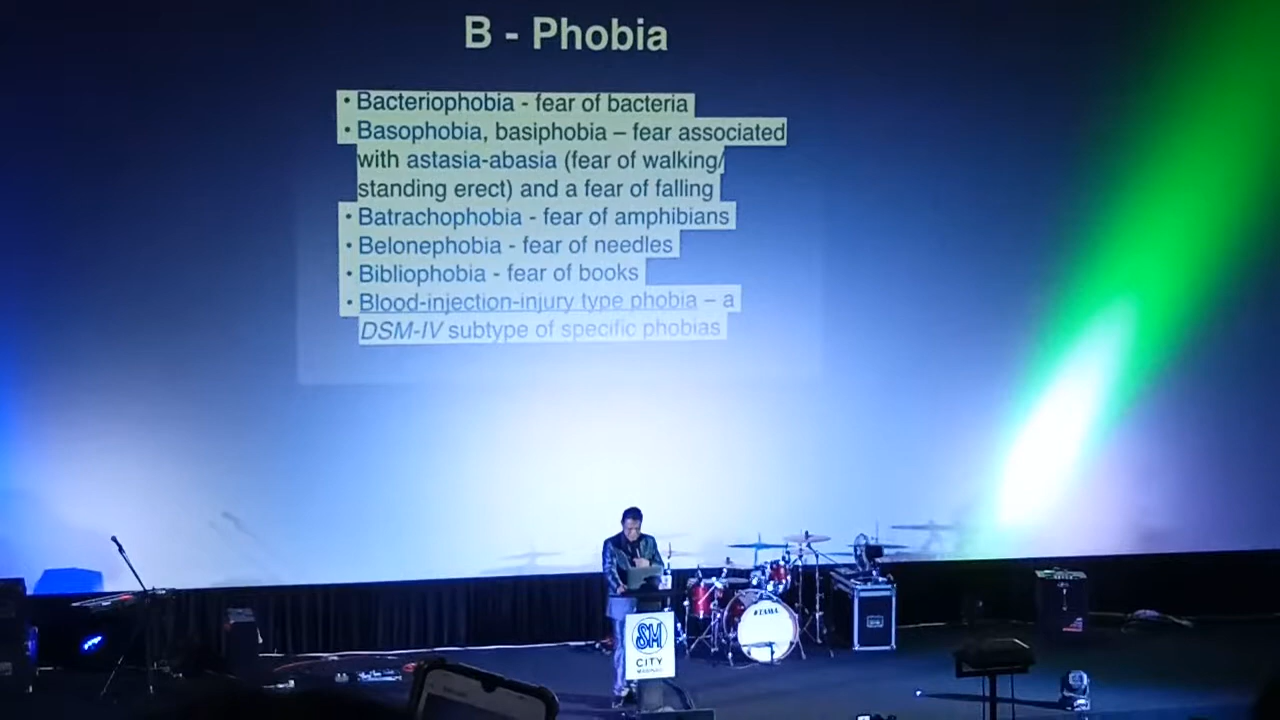 B - Phobia
• Bacteriophobia - fear of bacteria
• Basophobia, basiphobia – fear associated
with astasia-abasia (fear of walking/
standing erect) and a fear of falling
• Batrachophobia - fear of amphibians
• Belonephobia - fear of needles
• Bibliophobia - fear of books
• Blood-injection-injury type phobia – a
DSM-IV subtype of specific phobias
TAMA
SM
CITY